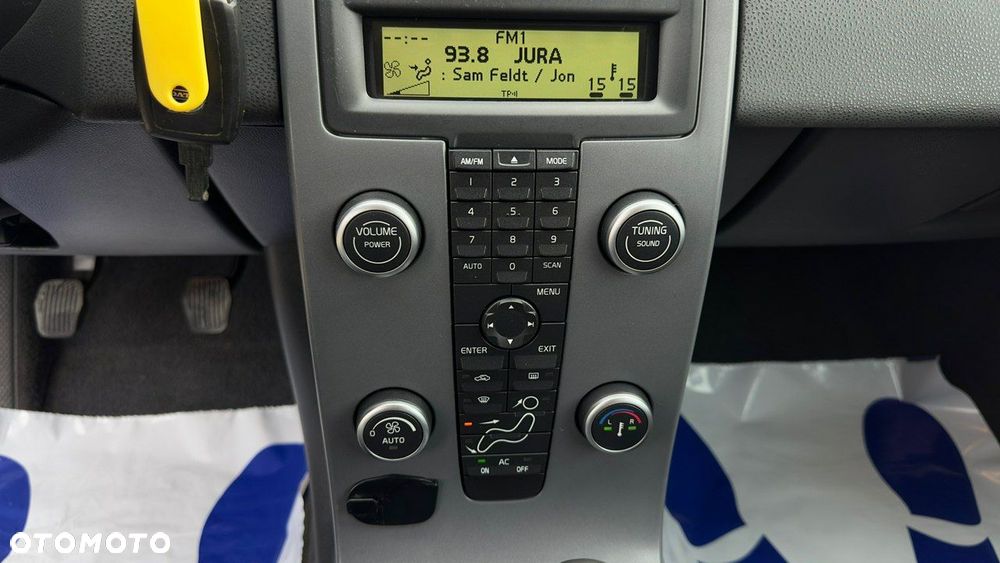 --:-- FM1
93.8 JURA
: Sam Feldt / Jon
TP 15 15
AM/FM MODE
1 2 3
4 .5. 6
7 8 9
AUTO 0 SCAN
VOLUME
POWER
TUNING
SOUND
MENU
ENTER EXIT
0 AUTO
L R
AC
ON OFF
OTOMOTO